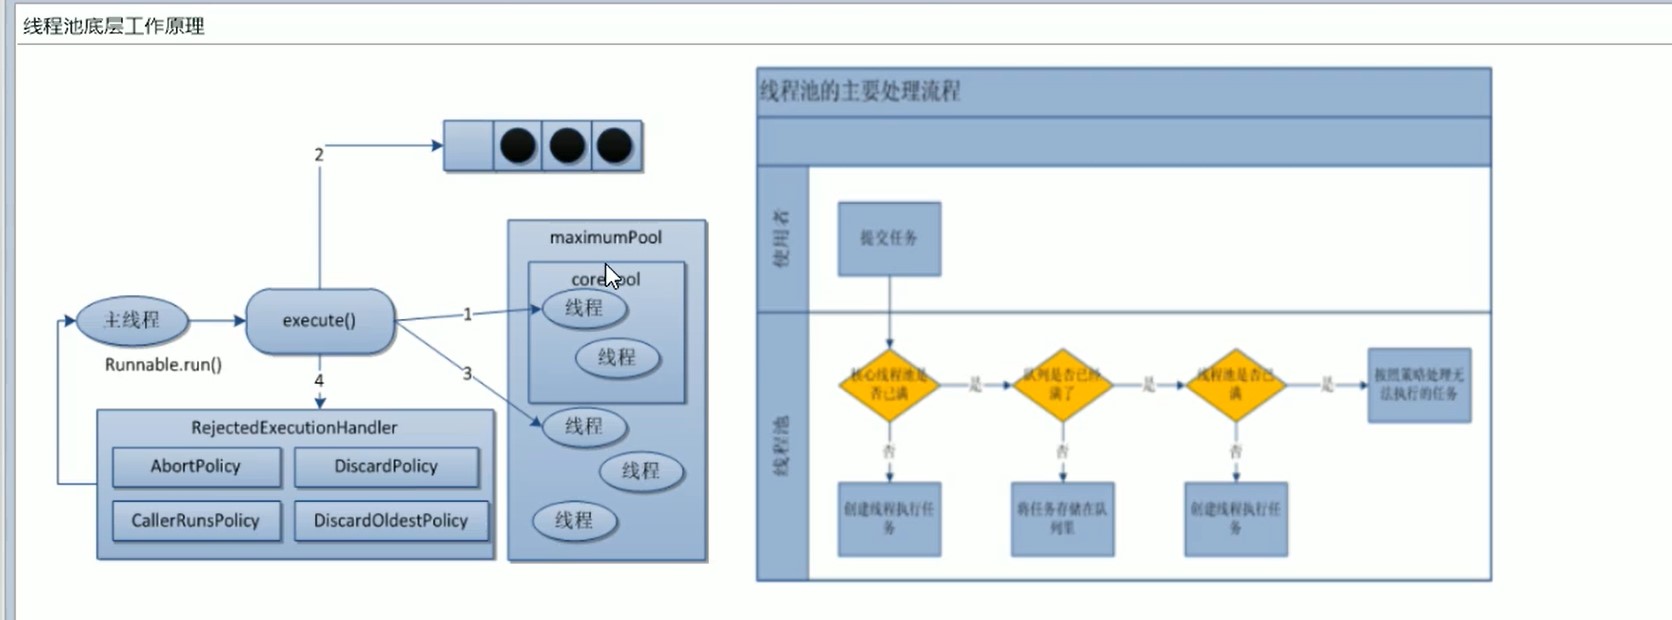 线程池底层工作原理
2
maximumPool
线程
线程
主线程
execute()
1
Runnable.run()
3
4
线程
线程
线程
RejectedExecutionHandler
AbortPolicy
DiscardPolicy
CallerRunsPolicy
DiscardOldestPolicy
线程池的主要处理流程
使用者
提交任务
线程池
核心线程池是
否已满
是
队列是否已经
满了
是
线程池是否已
满
是
按照策略处理无
法执行的任务
否
否
否
创建线程执行任
务
将任务存储在队
列里
创建线程执行任
务